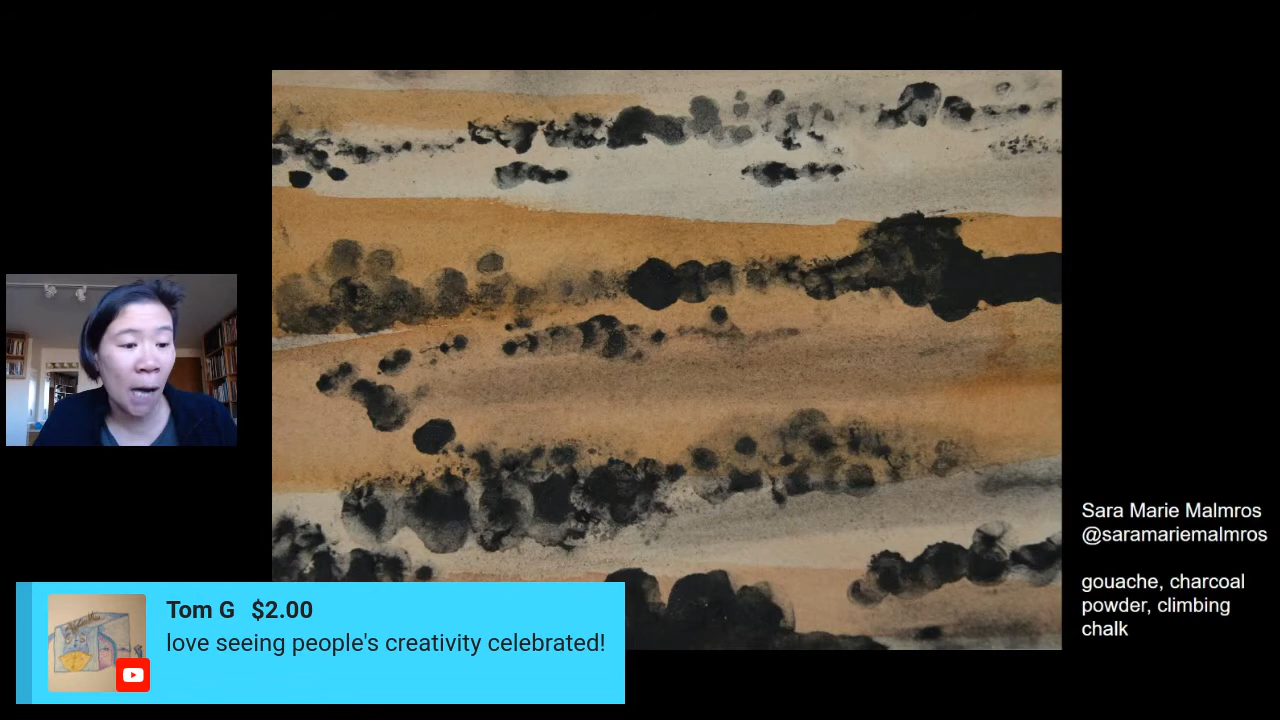 Sara Marie Malmros
@saramariemalmros
gouache, charcoal
powder, climbing
chalk
Tom G $2.00
love seeing people's creativity celebrated!